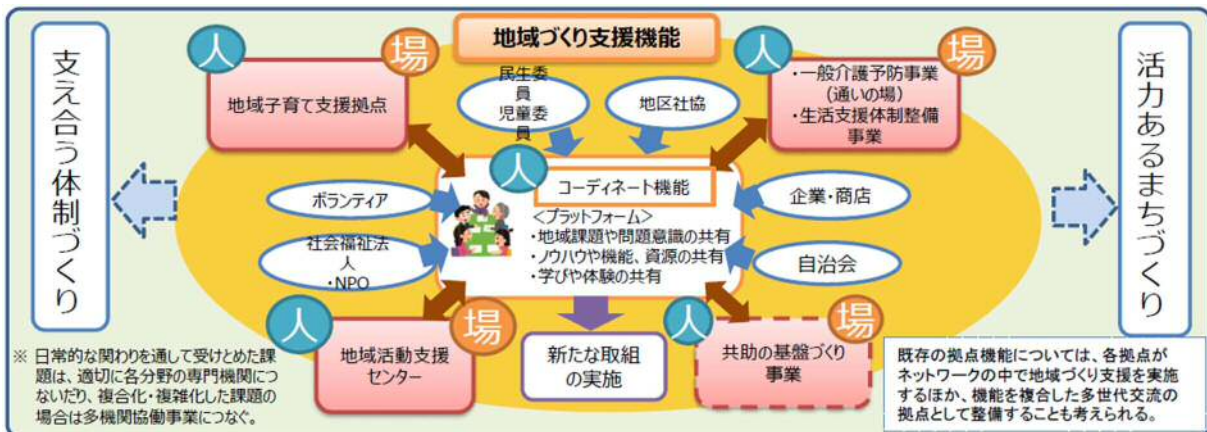 地域づくり支援機能
支え合う体制づくり
人
場
地域子育て支援拠点
民生委
員
児童委
員
地区社協
人
場
・一般介護予防事業
(通いの場)
・生活支援体制整備
事業
活力あるまちづくり
人
コーディネート機能
<プラットフォーム>
・地域課題や問題意識の共有
・ノウハウや機能、資源の共有
・学びや体験の共有
ボランティア
社会福祉法
人
・NPO
企業・商店
自治会
人
場
地域活動支援
センター
新たな取組
の実施
人
場
共助の基盤づくり
事業
※ 日常的な関わりを通して受けとめた課
題は、適切に各分野の専門機関につ
ないだり、複合化・複雑化した課題の
場合は多機関協働事業につなぐ。
既存の拠点機能については、各拠点が
ネットワークの中で地域づくり支援を実施
するほか、機能を複合した多世代交流の
拠点として整備することも考えられる。